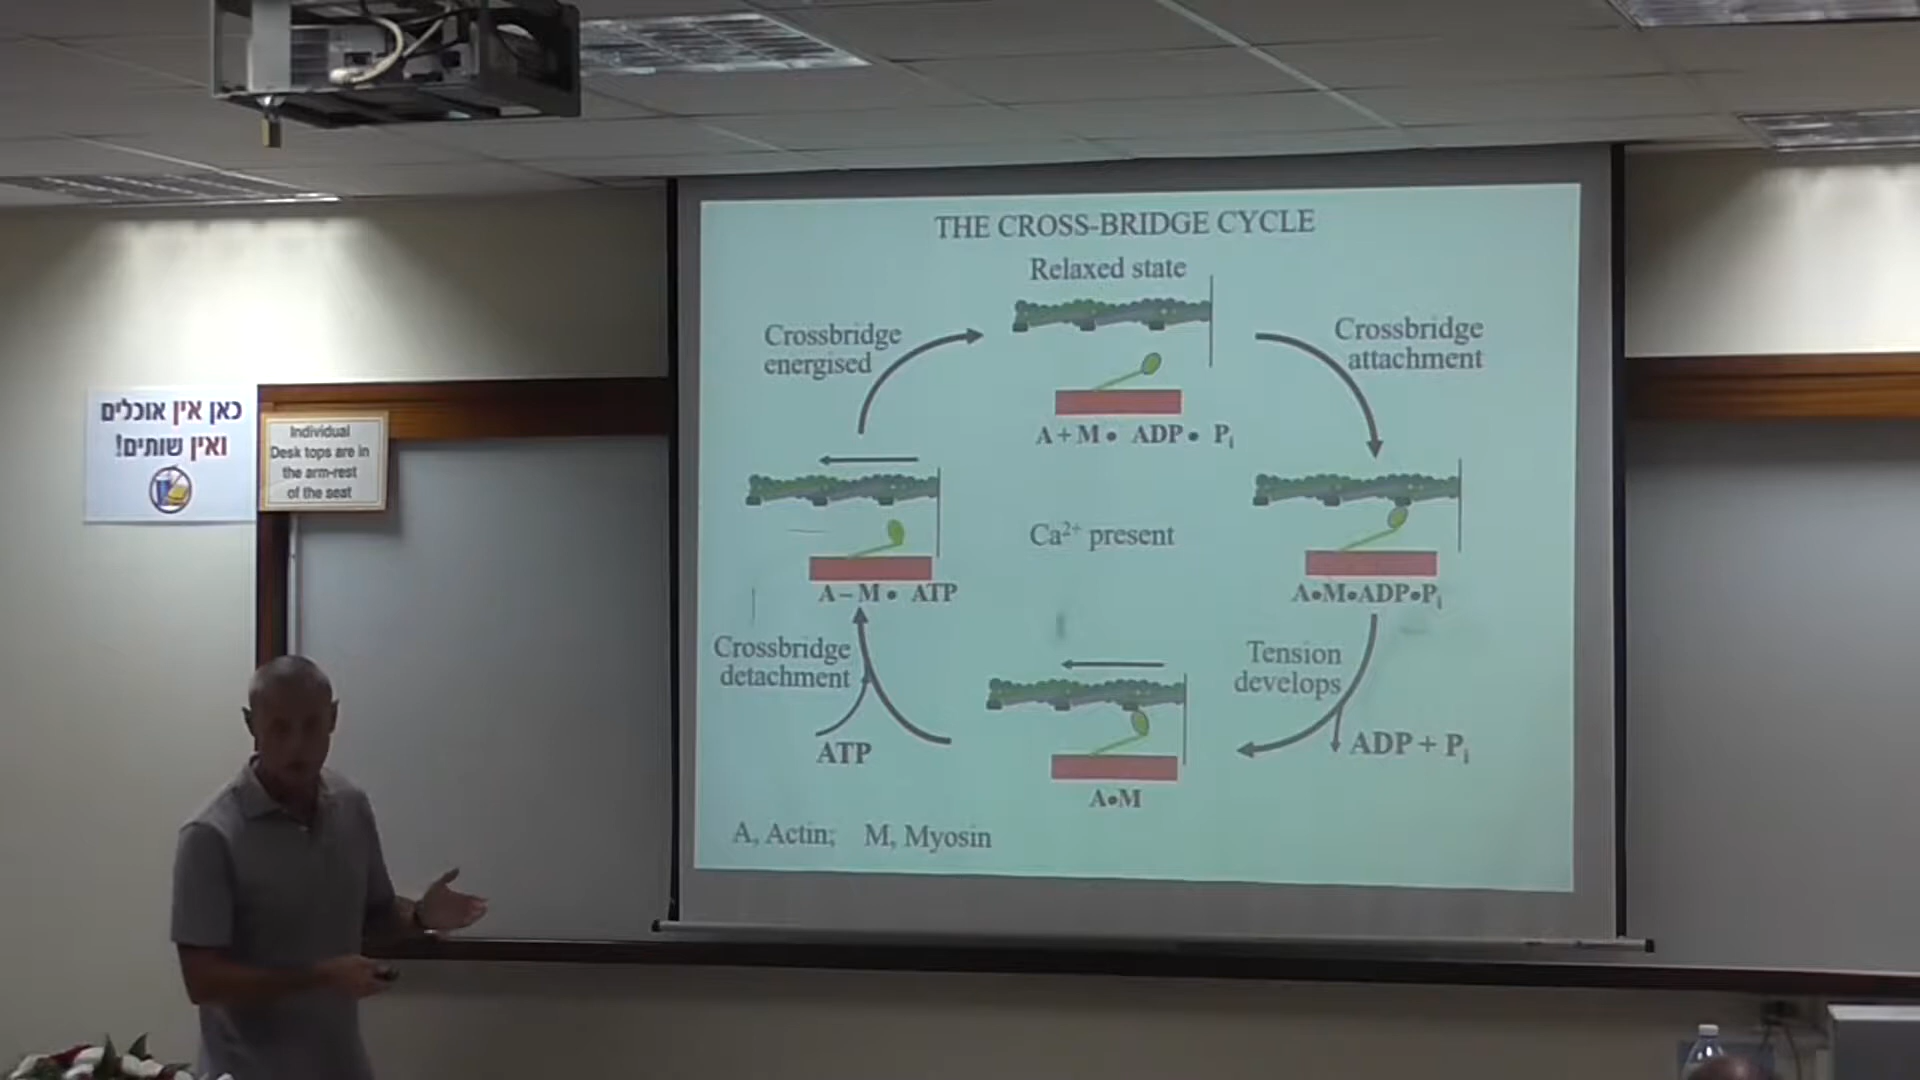 כאן אין אוכלים
ואין שותים!
Individual
Desk tops are in
the arm-rest
of the seat
THE CROSS-BRIDGE CYCLE
Relaxed state
Crossbridge
energised
Crossbridge
attachment
A + M • ADP • Pi
Ca²⁺ present
A – M • ATP
A•M•ADP•Pi
Crossbridge
detachment
Tension
develops
ATP
ADP + Pi
A•M
A, Actin; M, Myosin